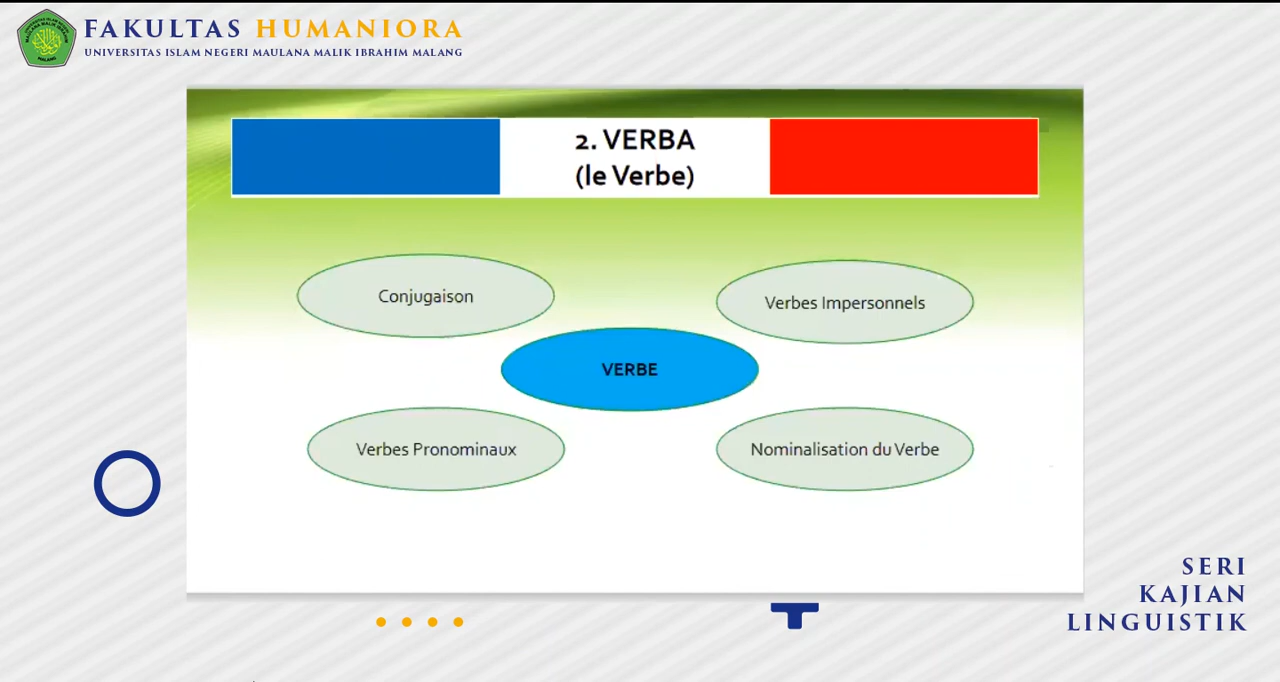 FAKULTAS HUMANIORA
UNIVERSITAS ISLAM NEGERI MAULANA MALIK IBRAHIM MALANG
2. VERBA
(le Verbe)
Conjugaison
Verbes Impersonnels
VERBE
Verbes Pronominaux
Nominalisation du Verbe
SERI
KAJIAN
LINGUISTIK